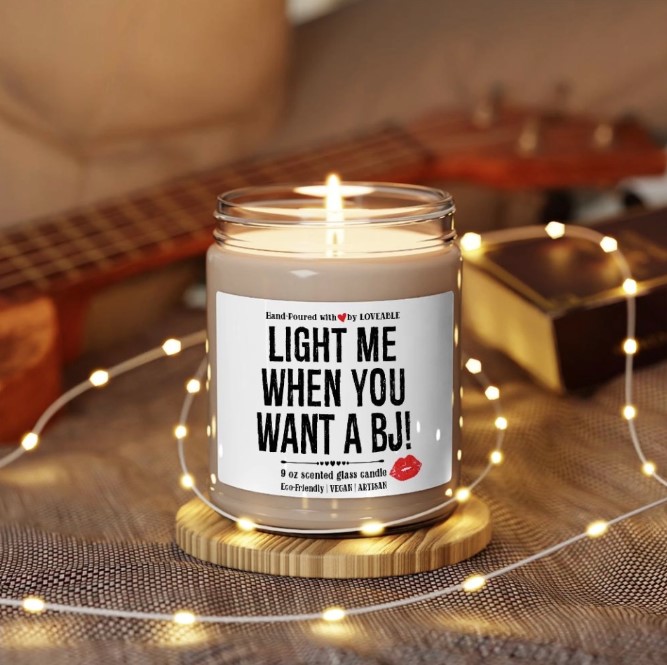 Hand-Poured with❤by LOVEABLE
LIGHT ME
WHEN YOU
WANT A BJ!
9 oz scented glass candle
Eco-Friendly | VEGAN | ARTISAN